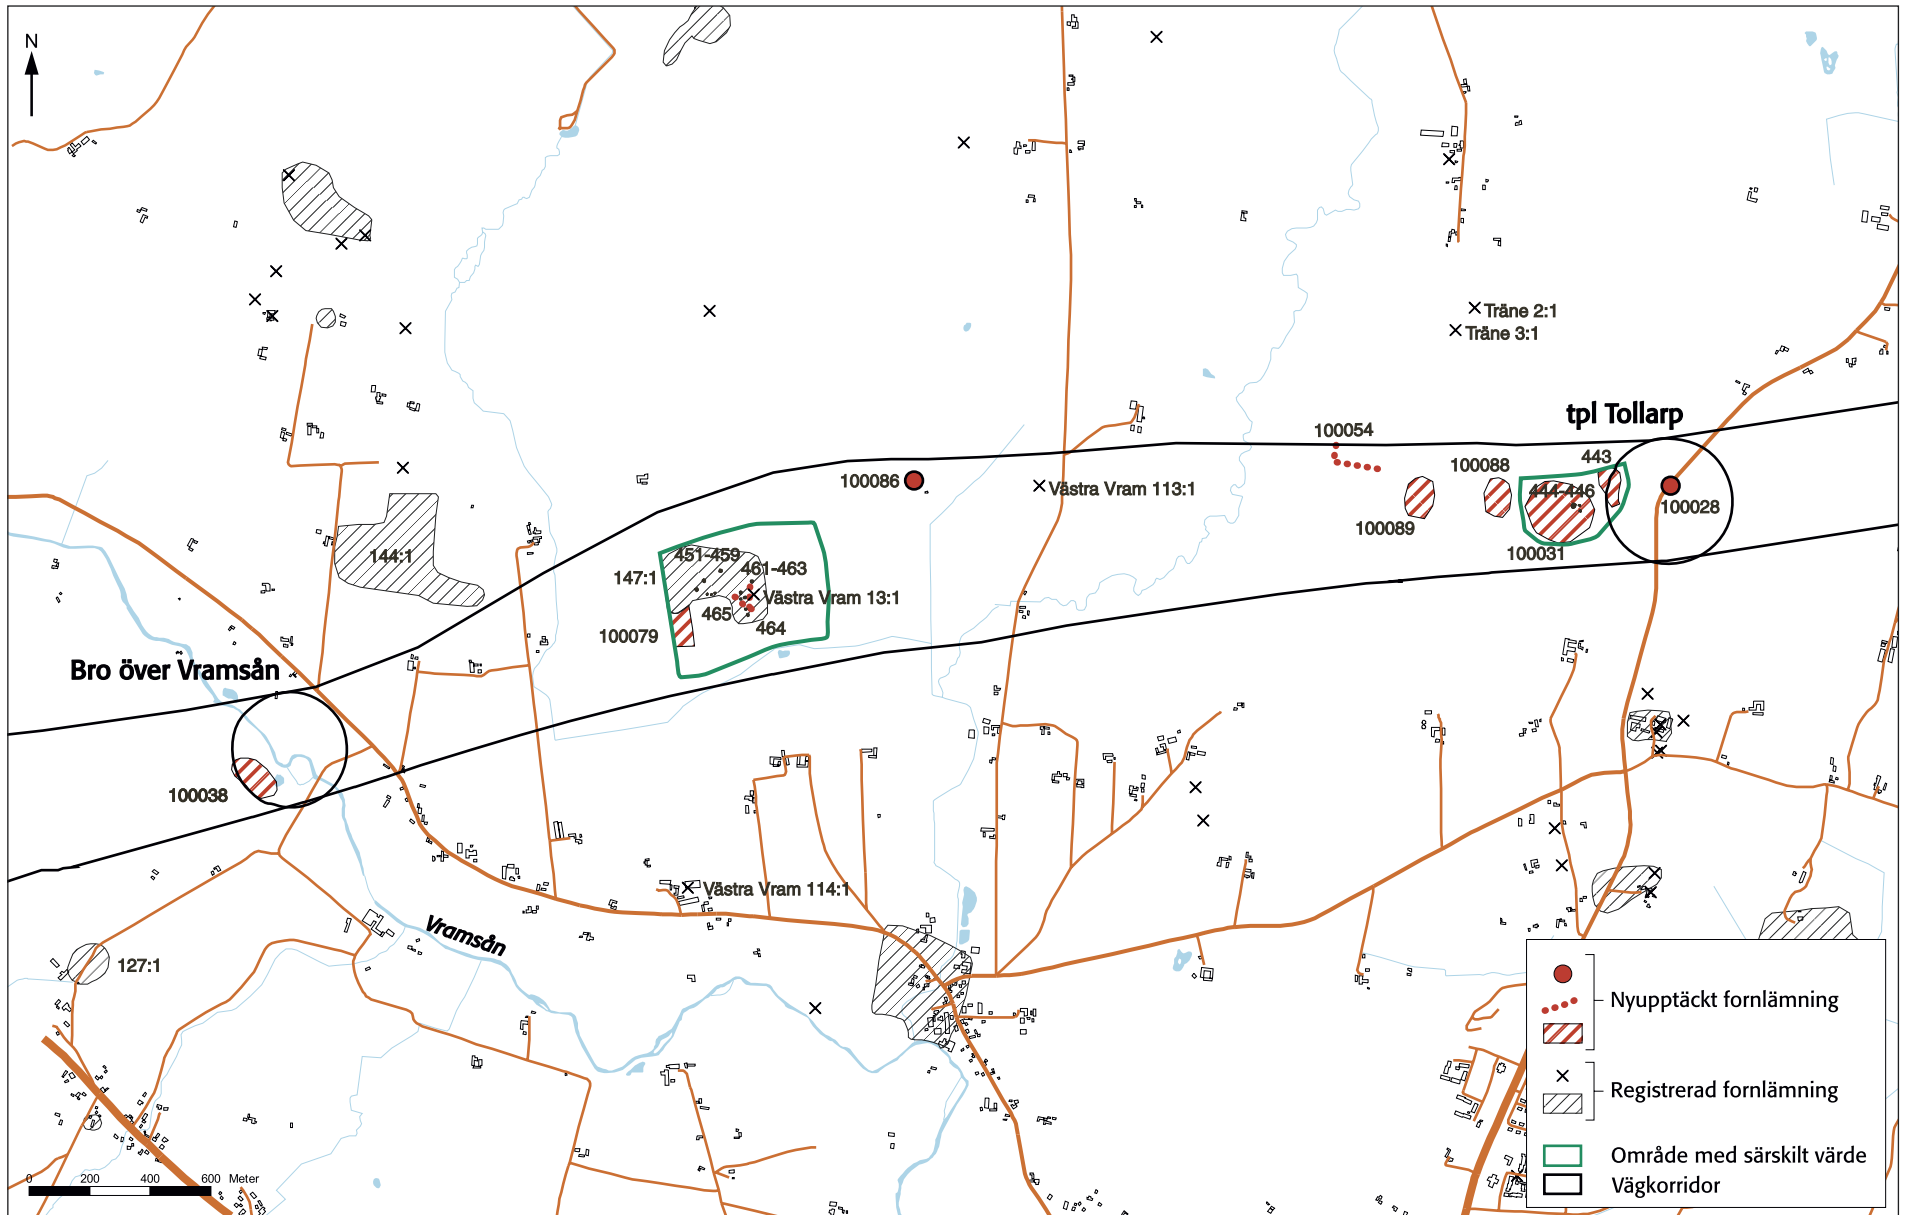 N
Träne 2:1
Träne 3:1
tpl Tollarp
100054
443
100088
100086
444-446
Västra Vram 113:1
100028
100089
100031
144:1
451-459
461-463
147:1
Västra Vram 13:1
465
464
100079
Bro över Vramsån
100038
Västra Vram 114:1
Vramsån
127:1
Nyupptäckt fornlämning
Registrerad fornlämning
Område med särskilt värde
Vägkorridor
0 200 400 600 Meter